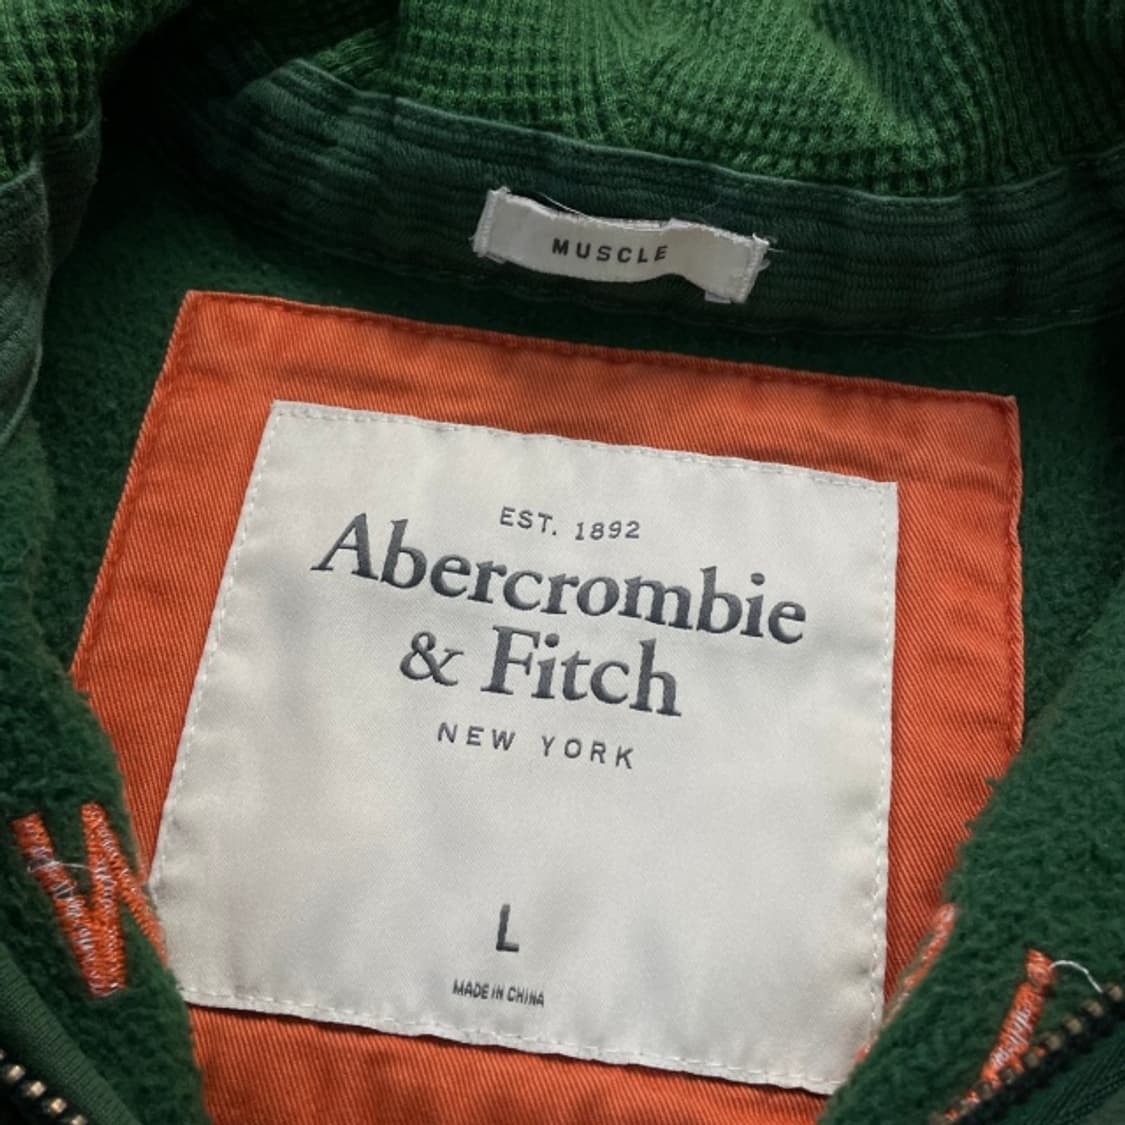 MUSCLE
EST. 1892
Abercrombie
& Fitch
NEW YORK
L
MADE IN CHINA